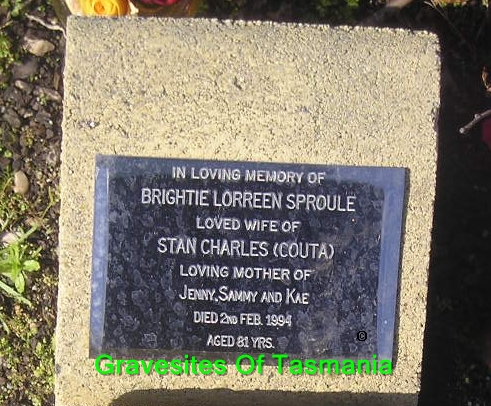 IN LOVING MEMORY OF
BRIGHTIE LORREEN SPROULE
LOVED WIFE OF
STAN CHARLES (COUTA)
LOVING MOTHER OF
JENNY, SAMMY AND KAE
DIED 2ND FEB. 1994
AGED 81 YRS.
©
Gravesites Of Tasmania